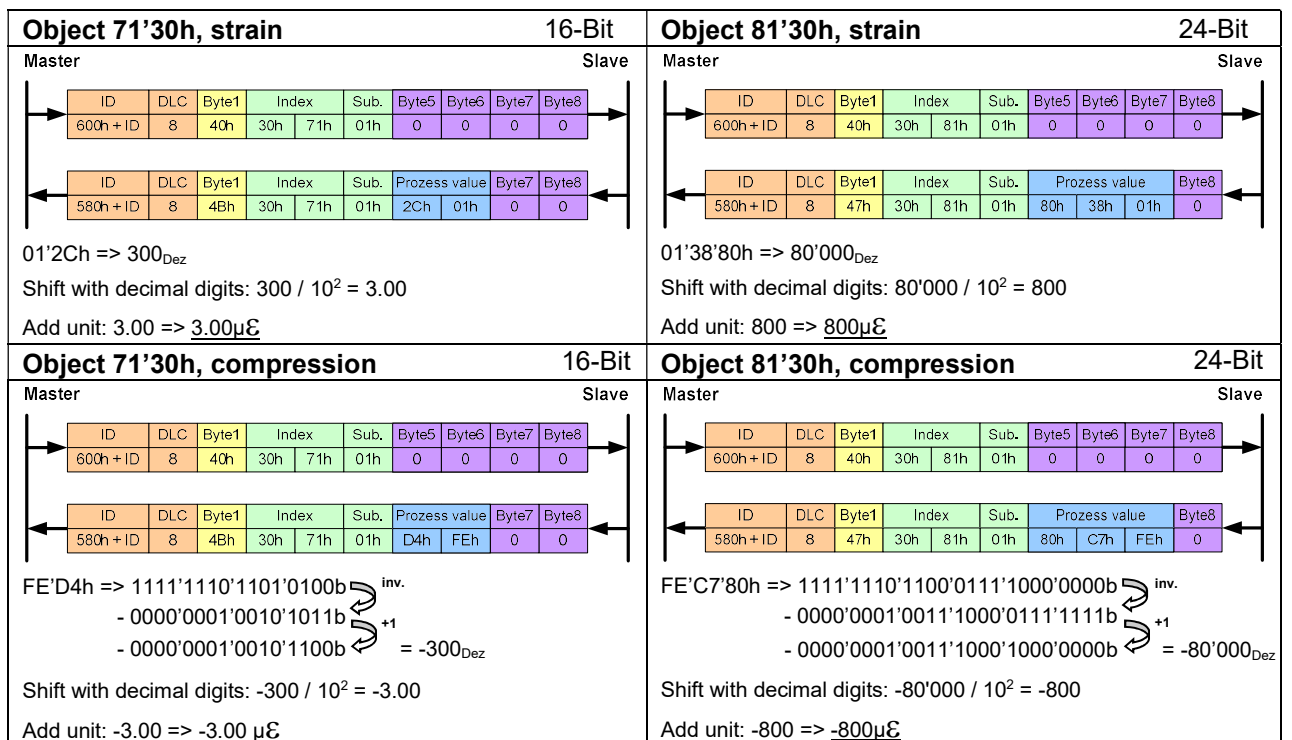 Object 71'30h, strain 16-Bit
Master Slave
ID DLC Byte1 Index Sub. Byte5 Byte6 Byte7 Byte8
600h + ID 8 40h 30h 71h 01h 0 0 0 0
ID DLC Byte1 Index Sub. Prozess value Byte7 Byte8
580h + ID 8 4Bh 30h 71h 01h 2Ch 01h 0 0
01'2Ch => 300Dez
Shift with decimal digits: 300 / 10² = 3.00
Add unit: 3.00 => 3.00µƐ
Object 81'30h, strain 24-Bit
Master Slave
ID DLC Byte1 Index Sub. Byte5 Byte6 Byte7 Byte8
600h + ID 8 40h 30h 81h 01h 0 0 0 0
ID DLC Byte1 Index Sub. Prozess value Byte8
580h + ID 8 47h 30h 81h 01h 80h 38h 01h 0
01'38'80h => 80'000Dez
Shift with decimal digits: 80'000 / 10² = 800
Add unit: 800 => 800µƐ
Object 71'30h, compression 16-Bit
Master Slave
ID DLC Byte1 Index Sub. Byte5 Byte6 Byte7 Byte8
600h + ID 8 40h 30h 71h 01h 0 0 0 0
ID DLC Byte1 Index Sub. Prozess value Byte7 Byte8
580h + ID 8 4Bh 30h 71h 01h D4h FEh 0 0
FE'D4h => 1111'1110'1101'0100b inv.
- 0000'0001'0010'1011b +1
- 0000'0001'0010'1100b = -300Dez
Shift with decimal digits: -300 / 10² = -3.00
Add unit: -3.00 => -3.00 µƐ
Object 81'30h, compression 24-Bit
Master Slave
ID DLC Byte1 Index Sub. Byte5 Byte6 Byte7 Byte8
600h + ID 8 40h 30h 81h 01h 0 0 0 0
ID DLC Byte1 Index Sub. Prozess value Byte8
580h + ID 8 47h 30h 81h 01h 80h C7h FEh 0
FE'C7'80h => 1111'1110'1100'0111'1000'0000b inv.
- 0000'0001'0011'1000'0111'1111b +1
- 0000'0001'0011'1000'1000'0000b = -80'000Dez
Shift with decimal digits: -80'000 / 10² = -800
Add unit: -800 => -800µƐ